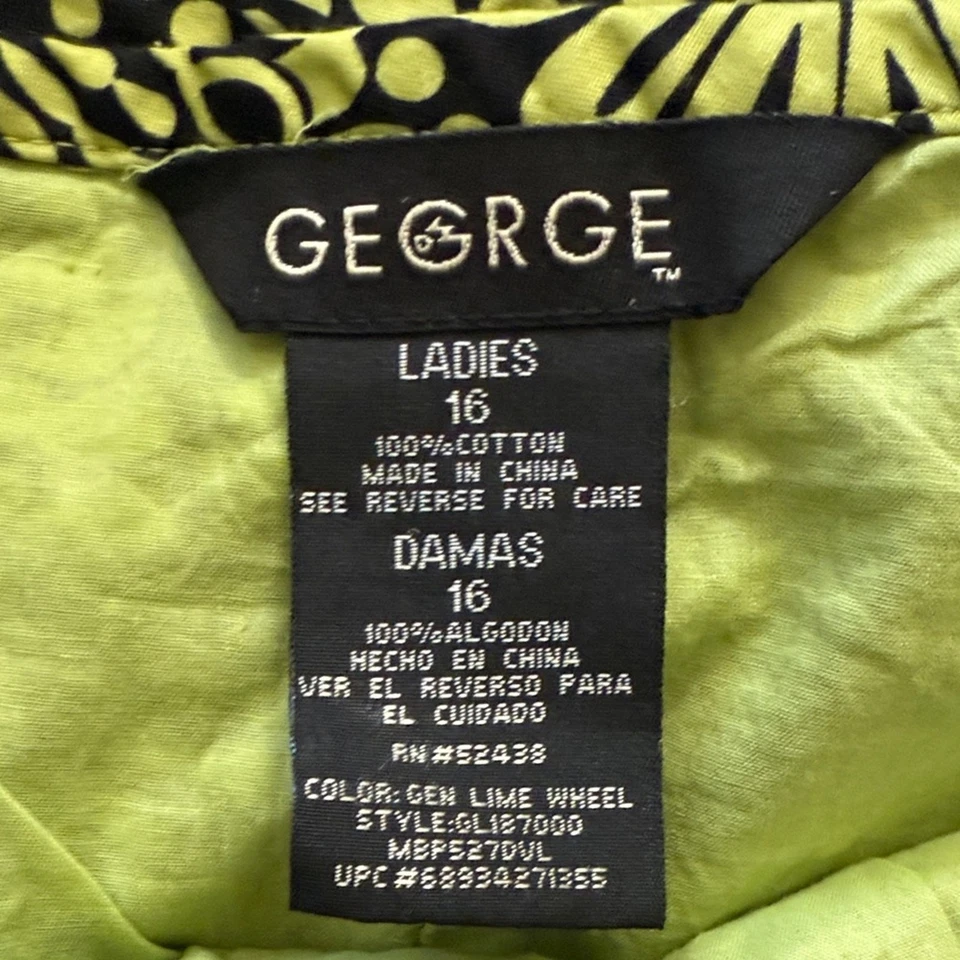 GEORGE
TM
LADIES
16
100%COTTON
MADE IN CHINA
SEE REVERSE FOR CARE
DAMAS
16
100%ALGODON
HECHO EN CHINA
VER EL REVERSO PARA
EL CUIDADO
RN#52438
COLOR:GEN LIME WHEEL
STYLE:GL187000
MBP527DVL
UPC#68934271355